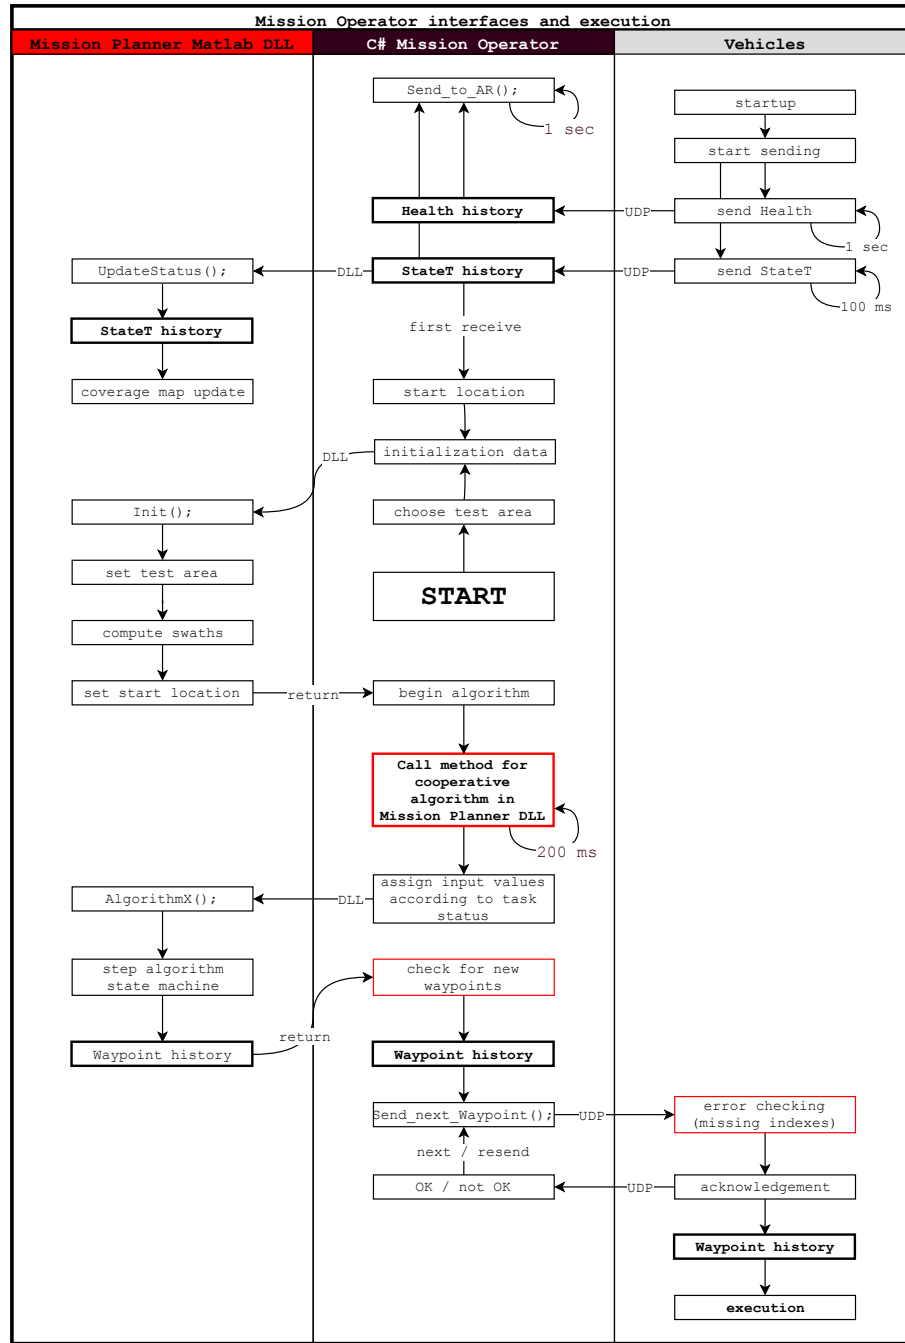 Mission Operator interfaces and execution
Mission Planner Matlab DLL
C# Mission Operator
Vehicles
Send_to_AR();
1 sec
startup
start sending
Health history
UDP
send Health
1 sec
UpdateStatus();
DLL
StateT history
UDP
send StateT
100 ms
StateT history
first receive
coverage map update
start location
initialization data
DLL
Init();
choose test area
set test area
START
compute swaths
set start location
return
begin algorithm
Call method for
cooperative
algorithm in
Mission Planner DLL
200 ms
assign input values
according to task
status
DLL
AlgorithmX();
step algorithm
state machine
check for new
waypoints
return
Waypoint history
Waypoint history
Send_next_Waypoint();
UDP
error checking
(missing indexes)
next / resend
OK / not OK
UDP
acknowledgement
Waypoint history
execution